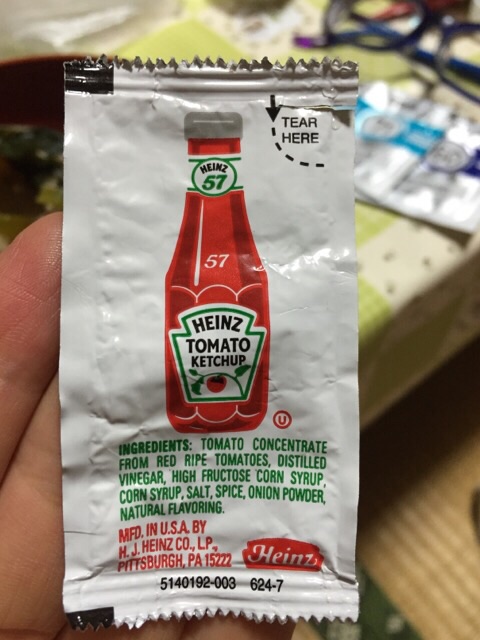 TEAR
HERE
HEINZ
57
57
HEINZ
TOMATO
KETCHUP
U
INGREDIENTS: TOMATO CONCENTRATE
FROM RED RIPE TOMATOES, DISTILLED
VINEGAR, HIGH FRUCTOSE CORN SYRUP,
CORN SYRUP, SALT, SPICE, ONION POWDER,
NATURAL FLAVORING.
MFD. IN U.S.A. BY
H. J. HEINZ CO., L.P.,
PITTSBURGH, PA 15222
Heinz
5140192-003 624-7